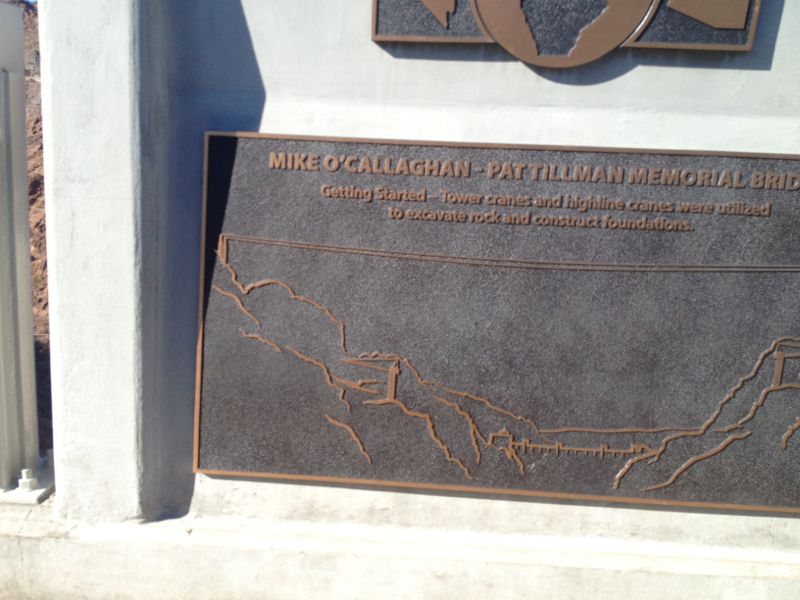 MIKE O'CALLAGHAN - PAT TILLMAN MEMORIAL BRID
Getting Started – Tower cranes and highline cranes were utilized
to excavate rock and construct foundations.